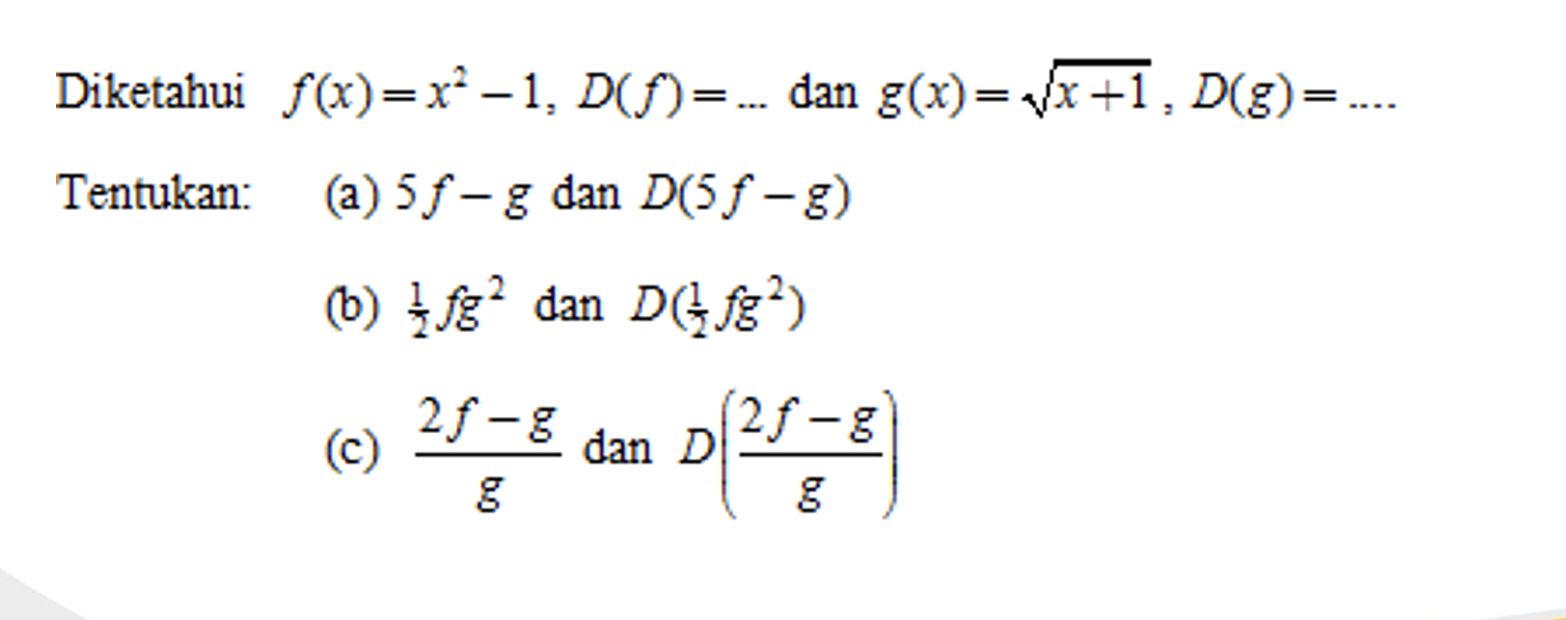 Diketahui f(x)=x²−1, D(f)=... dan g(x)=√(x+1), D(g)=....
Tentukan: (a) 5f−g dan D(5f−g)
(b) ½fg² dan D(½fg²)
(c) (2f−g)/g dan D((2f−g)/g)